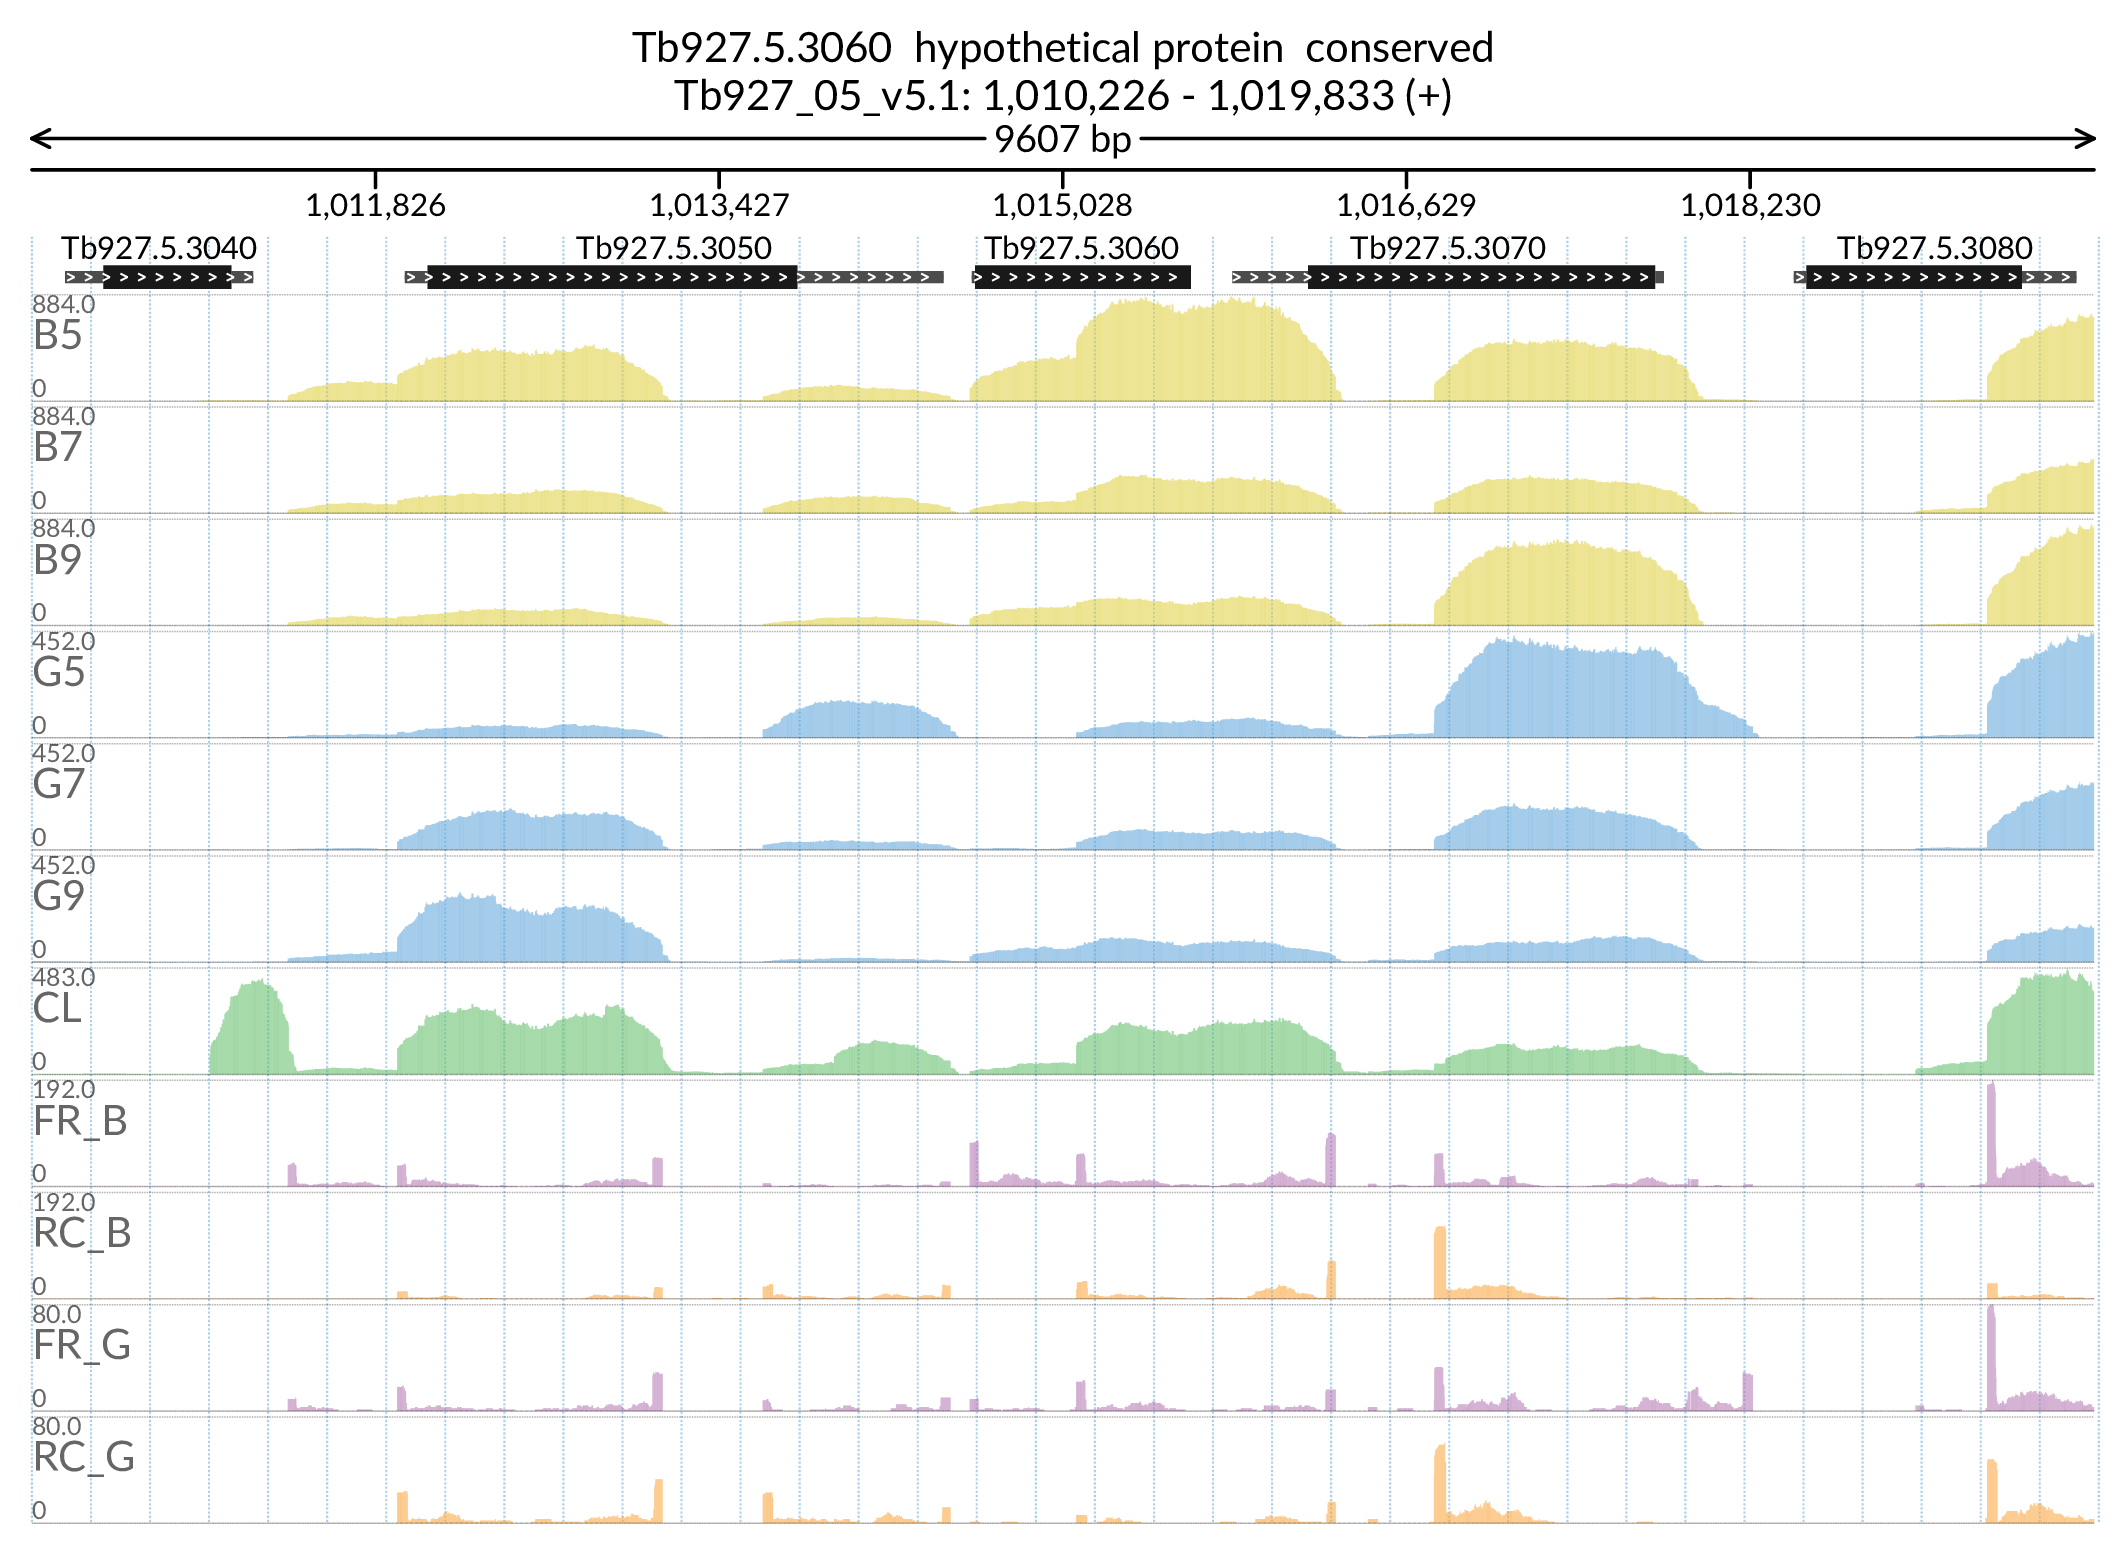 Tb927.5.3060 hypothetical protein conserved
Tb927_05_v5.1: 1,010,226 - 1,019,833 (+)
9607 bp
1,011,826 1,013,427 1,015,028 1,016,629 1,018,230
Tb927.5.3040 Tb927.5.3050 Tb927.5.3060 Tb927.5.3070 Tb927.5.3080
884.0
B5
0
884.0
B7
0
884.0
B9
0
452.0
G5
0
452.0
G7
0
452.0
G9
0
483.0
CL
0
192.0
FR_B
0
192.0
RC_B
0
80.0
FR_G
0
80.0
RC_G
0